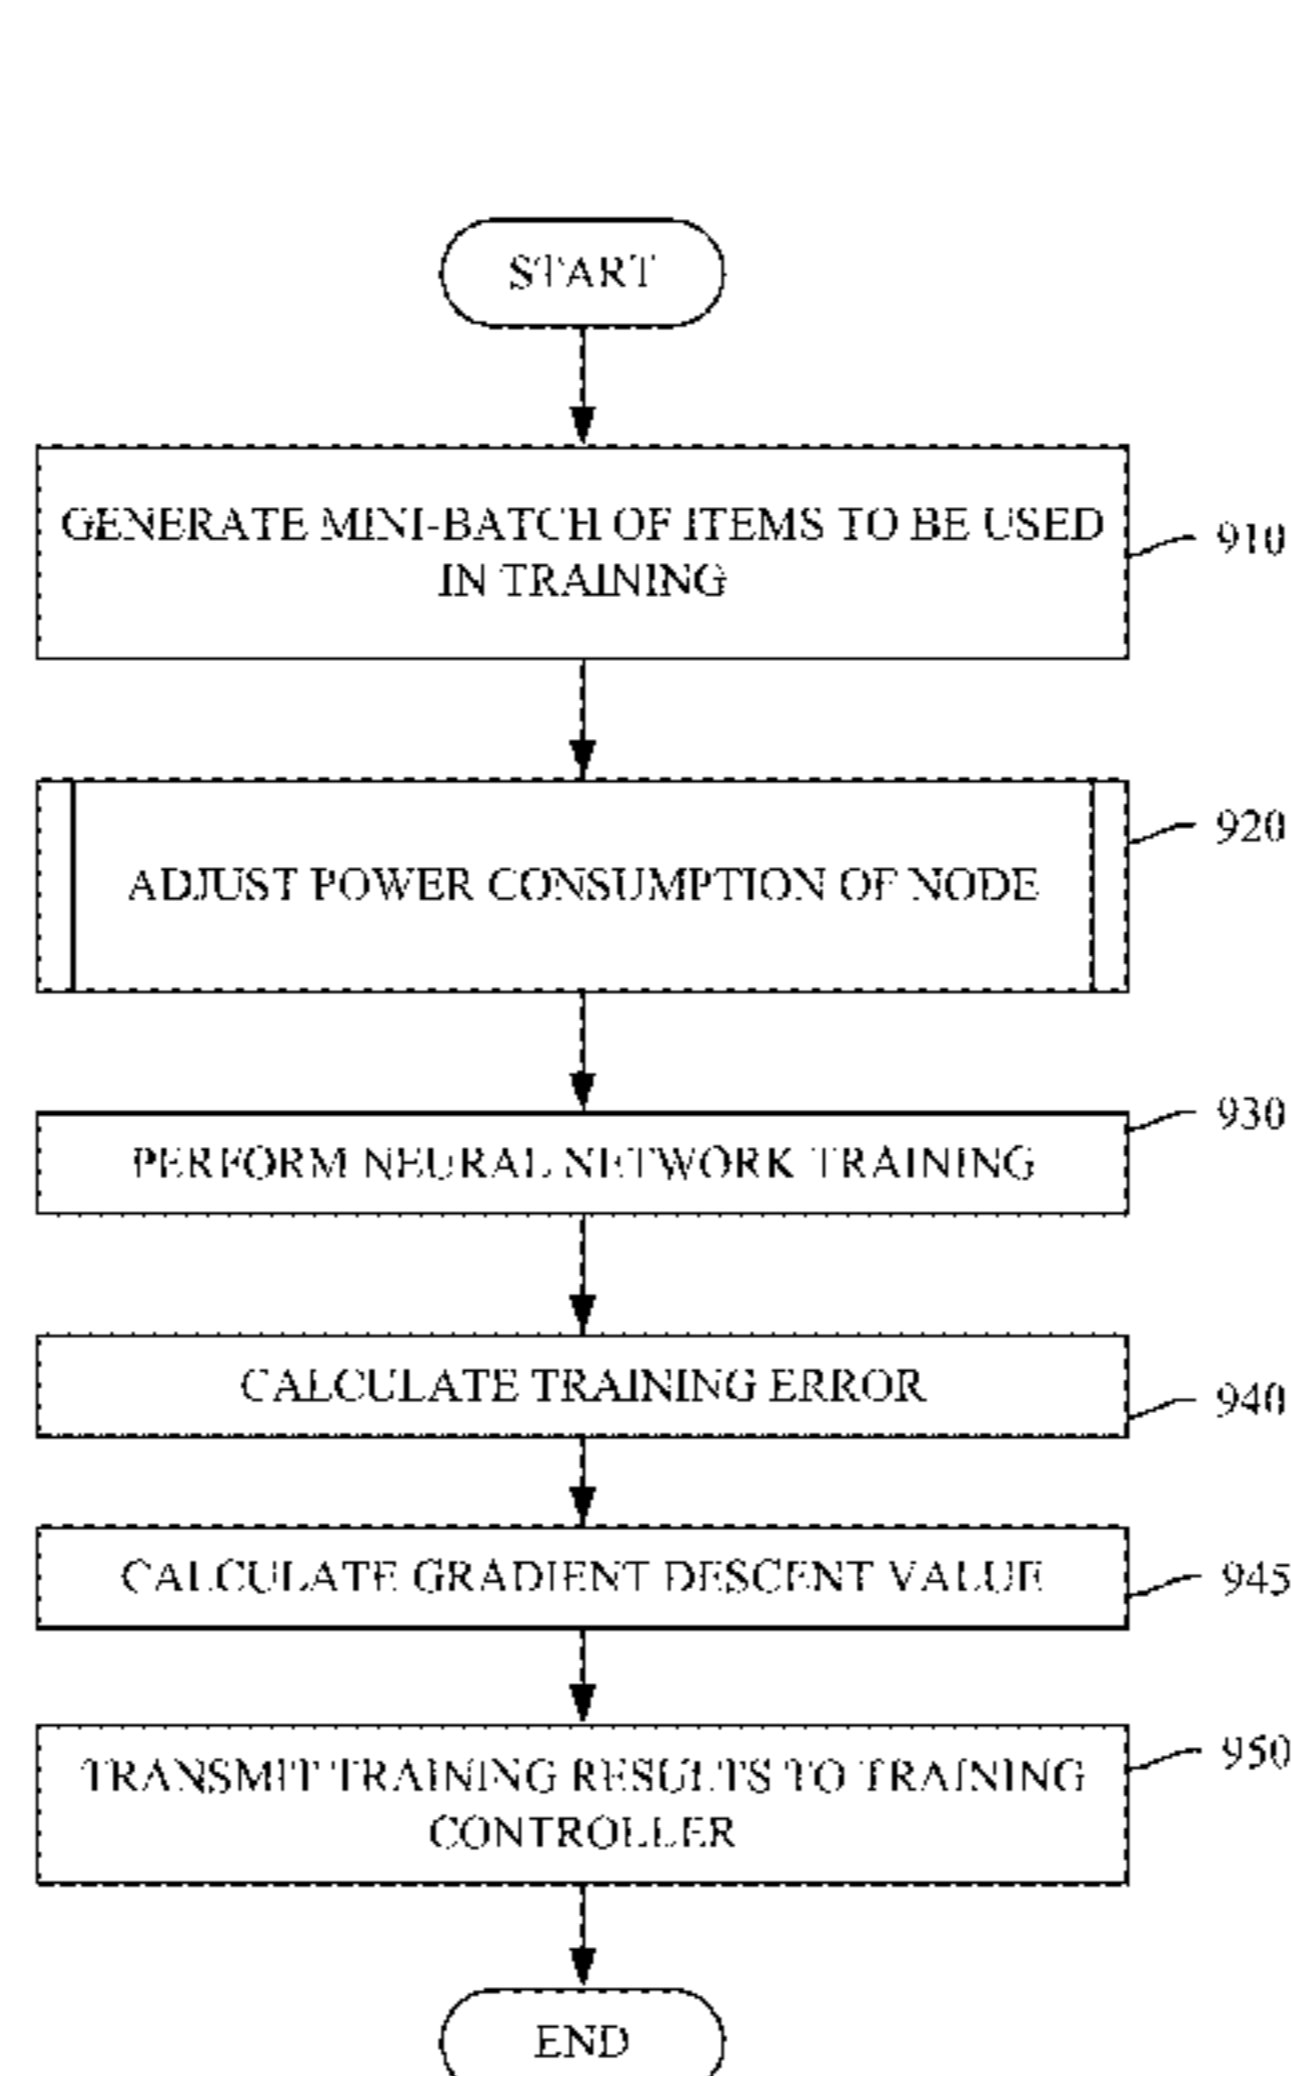 START
GENERATE MINI-BATCH OF ITEMS TO BE USED
IN TRAINING
910
ADJUST POWER CONSUMPTION OF NODE
920
PERFORM NEURAL NETWORK TRAINING
930
CALCULATE TRAINING ERROR
940
CALCULATE GRADIENT DESCENT VALUE
945
TRANSMIT TRAINING RESULTS TO TRAINING
CONTROLLER
950
END